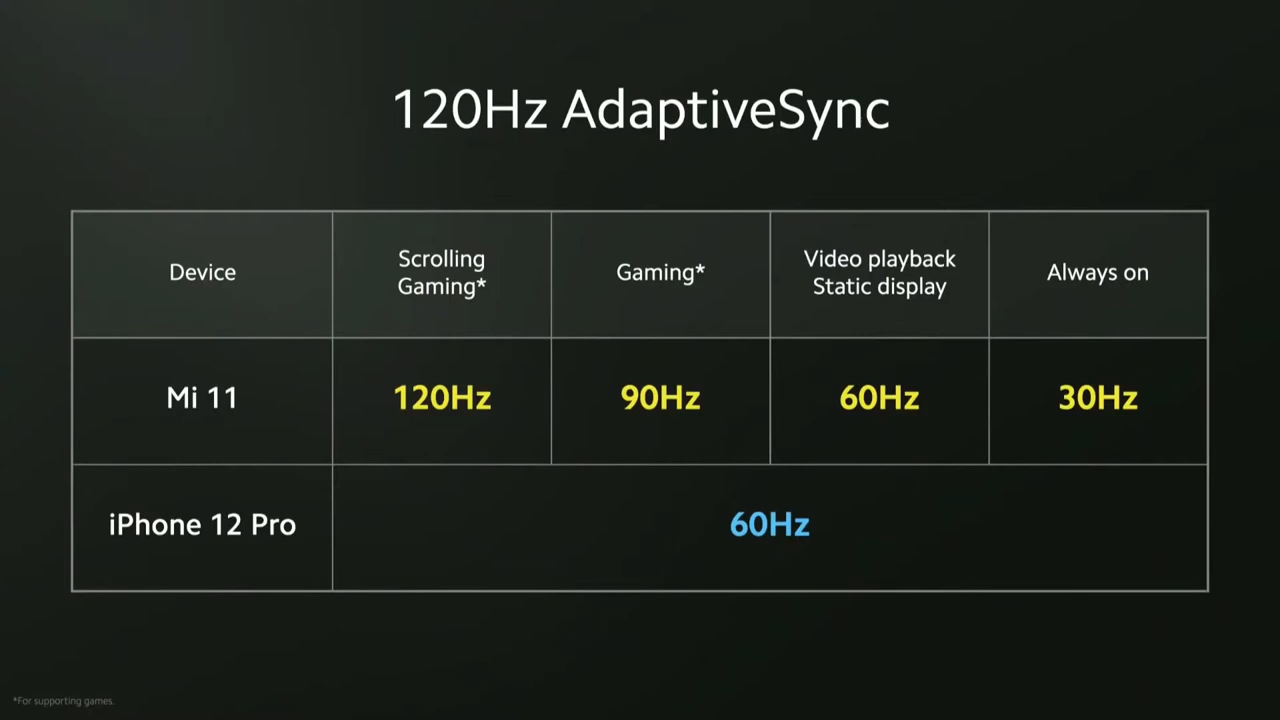 120Hz AdaptiveSync
Device
Scrolling
Gaming*
Gaming*
Video playback
Static display
Always on
Mi 11
120Hz
90Hz
60Hz
30Hz
iPhone 12 Pro
60Hz
*For supporting games.